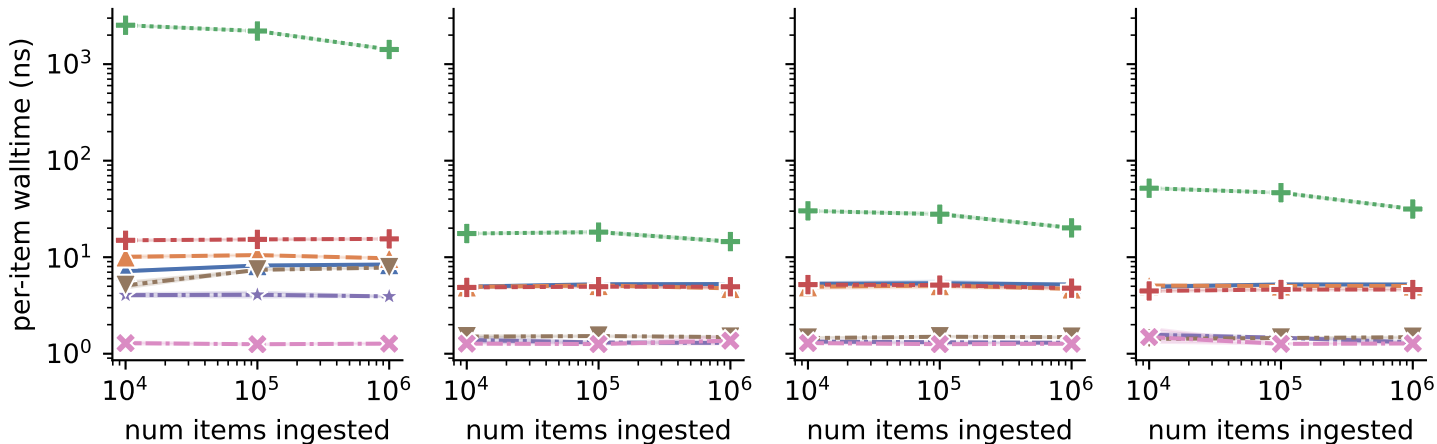 per-item walltime (ns)
10³
10²
10¹
10⁰
10⁴ 10⁵ 10⁶ 10⁴ 10⁵ 10⁶ 10⁴ 10⁵ 10⁶ 10⁴ 10⁵ 10⁶
num items ingested num items ingested num items ingested num items ingested